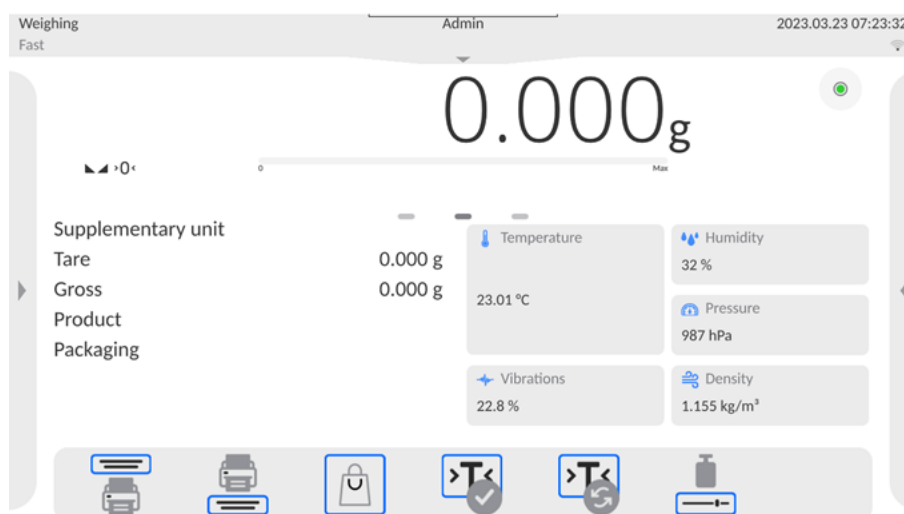 Weighing Admin 2023.03.23 07:23:32
Fast
0.000 g
>0<
0 Max
Supplementary unit
Tare 0.000 g
Gross 0.000 g
Product
Packaging
Temperature
23.01 °C
Humidity
32 %
Pressure
987 hPa
Vibrations
22.8 %
Density
1.155 kg/m³
>T<
>T<